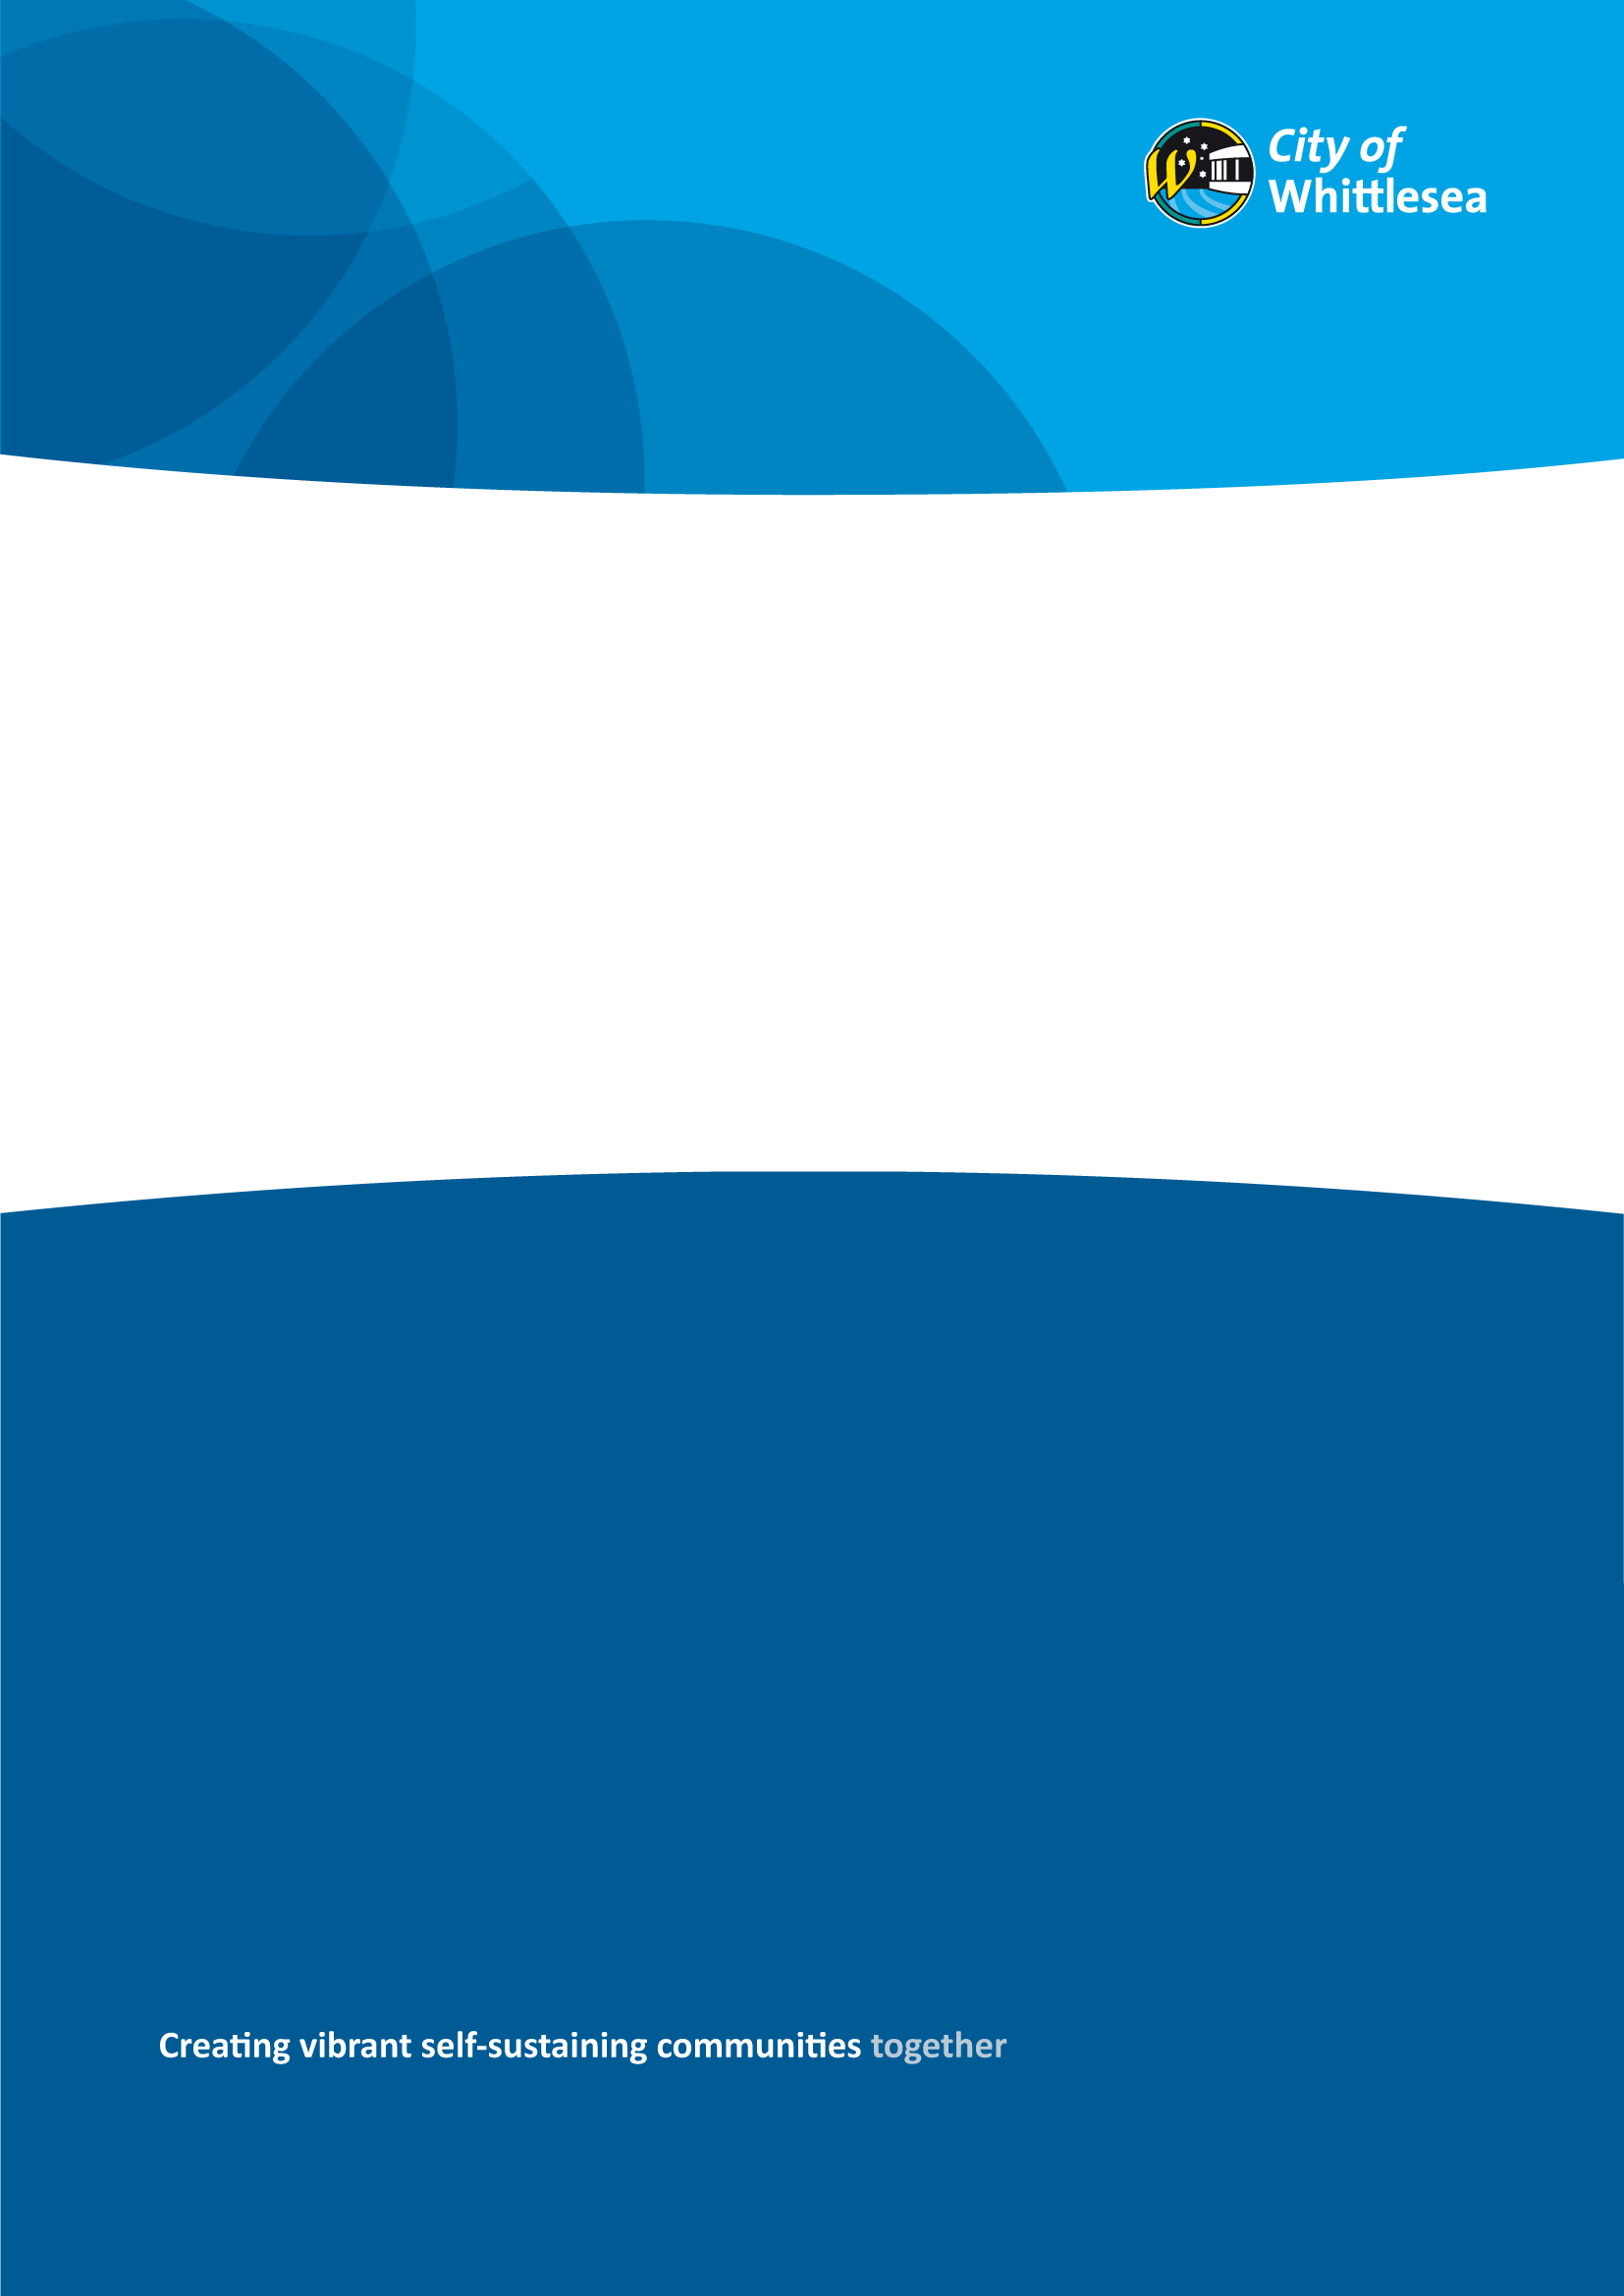 City of
Whittlesea
Creating vibrant self-sustaining communities together